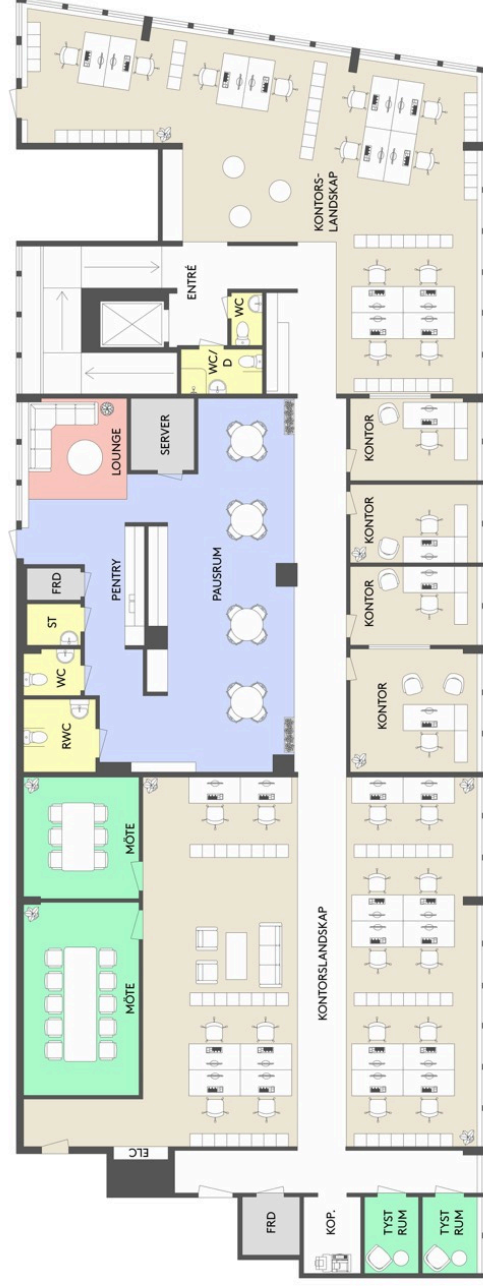 KONTORS-
LANDSKAP
ENTRÉ
WC
WC/
D
LOUNGE
SERVER
KONTOR
KONTOR
KONTOR
KONTOR
PENTRY
PAUSRUM
FRD
ST
WC
RWC
MÖTE
MÖTE
KONTORSLANDSKAP
ELC
FRD
KOP.
TYST
RUM
TYST
RUM